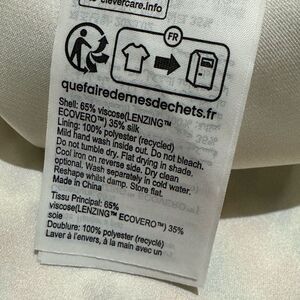 clevercare.info
FR
quefairedemesdechets.fr
Shell: 65% viscose(LENZING™
ECOVERO™) 35% silk
Lining: 100% polyester (recycled)
Mild hand wash inside out. Do not bleach.
Do not tumble dry. Flat drying in shade.
Cool iron on reverse side. Dry clean
optional. Wash separately in cold water.
Reshape whilst damp. Store flat
Made in China
Tissu Principal: 65%
viscose(LENZING™ ECOVERO™) 35%
soie
Doublure: 100% polyester (recyclé)
Laver à l'envers, à la main avec un